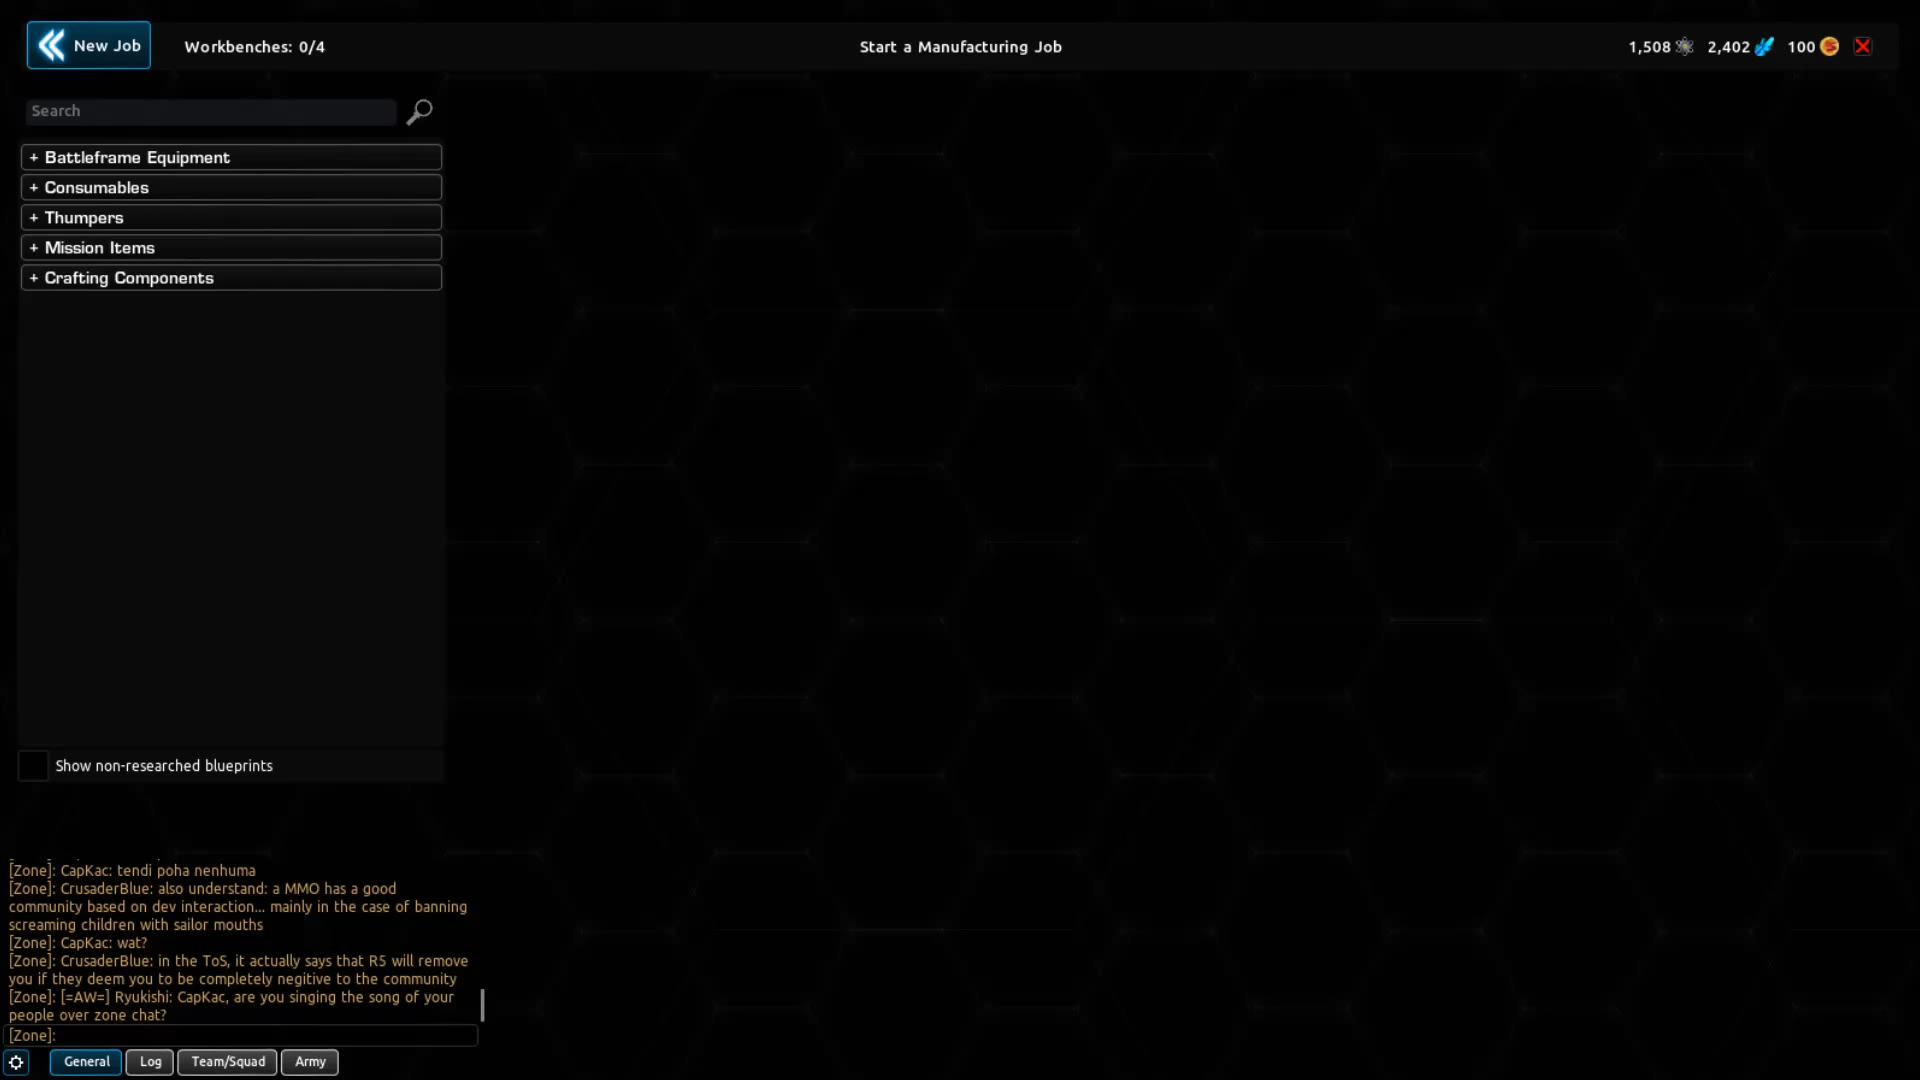 New Job
Workbenches: 0/4
Start a Manufacturing Job
1,508
2,402
100
Search
+ Battleframe Equipment
+ Consumables
+ Thumpers
+ Mission Items
+ Crafting Components
Show non-researched blueprints
[Zone]: CapKac: tendi poha nenhuma
[Zone]: CrusaderBlue: also understand: a MMO has a good
community based on dev interaction... mainly in the case of banning
screaming children with sailor mouths
[Zone]: CapKac: wat?
[Zone]: CrusaderBlue: in the ToS, it actually says that R5 will remove
you if they deem you to be completely negitive to the community
[Zone]: [=AW=] Ryukishi: CapKac, are you singing the song of your
people over zone chat?
[Zone]:
General
Log
Team/Squad
Army